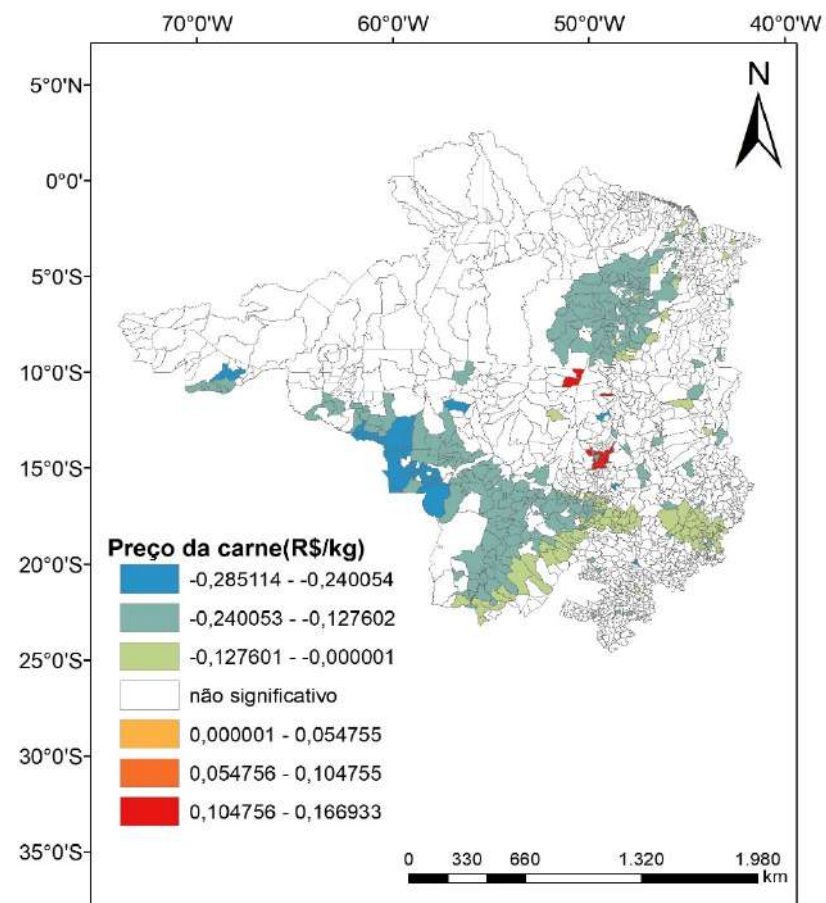 70°0'W 60°0'W 50°0'W 40°0'W
5°0'N
N
0°0'
5°0'S
10°0'S
15°0'S
Preço da carne(R$/kg)
20°0'S
-0,285114 - -0,240054
-0,240053 - -0,127602
25°0'S
-0,127601 - -0,000001
não significativo
30°0'S
0,000001 - 0,054755
0,054756 - 0,104755
0,104756 - 0,166933
35°0'S
0 330 660 1.320 1.980
km